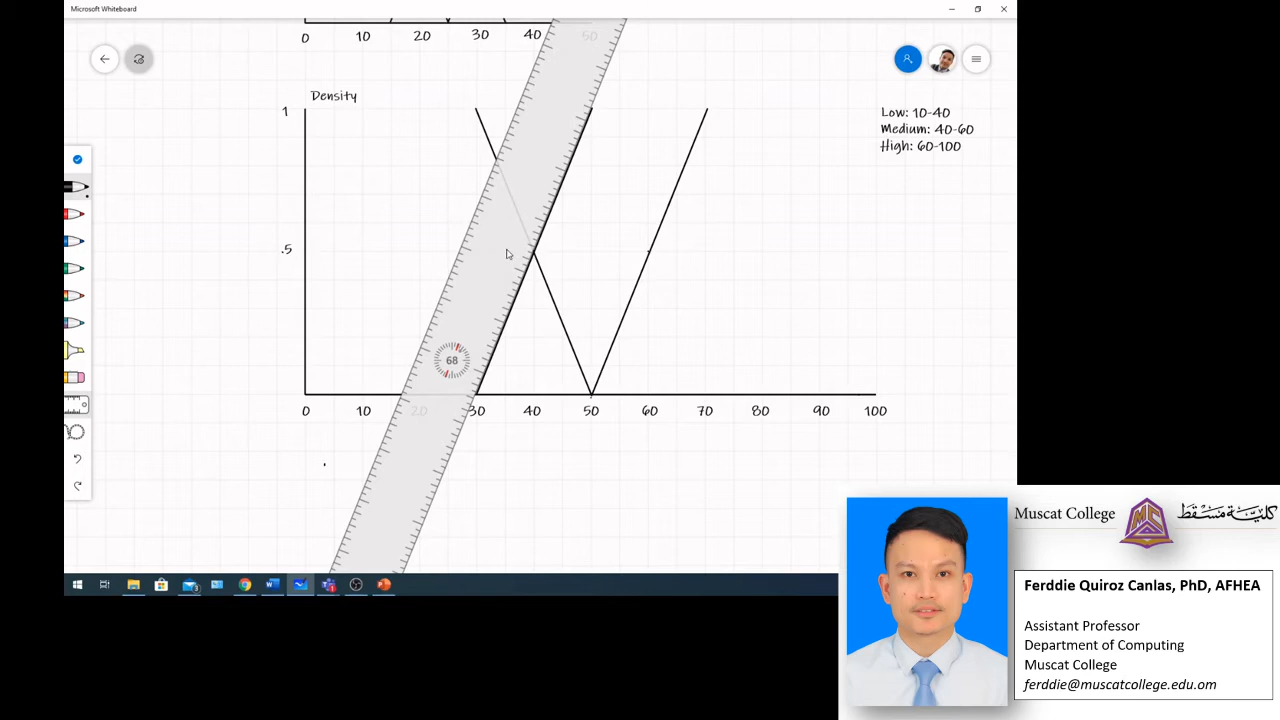 Microsoft Whiteboard
0 10 20 30 40 50
Density
1
.5
0 10 20 30 40 50 60 70 80 90 100
68
Low: 10-40
Medium: 40-60
High: 60-100
Muscat College
كلية مسقط
Ferddie Quiroz Canlas, PhD, AFHEA
Assistant Professor
Department of Computing
Muscat College
ferddie@muscatcollege.edu.om